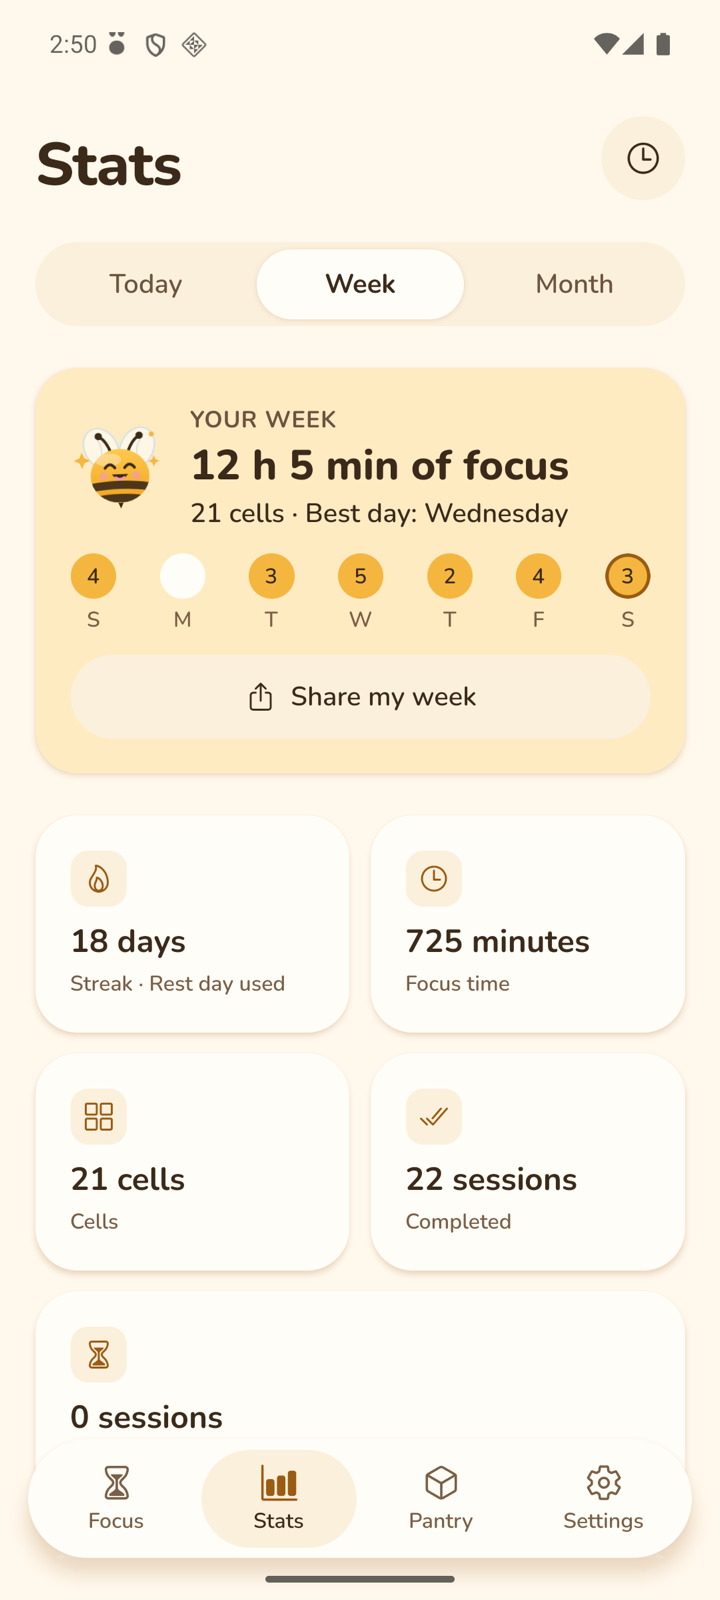 2:50
Stats
Today Week Month
YOUR WEEK
12 h 5 min of focus
21 cells · Best day: Wednesday
4 3 5 2 4 3
S M T W T F S
Share my week
18 days
Streak · Rest day used
725 minutes
Focus time
21 cells
Cells
22 sessions
Completed
0 sessions
Focus Stats Pantry Settings